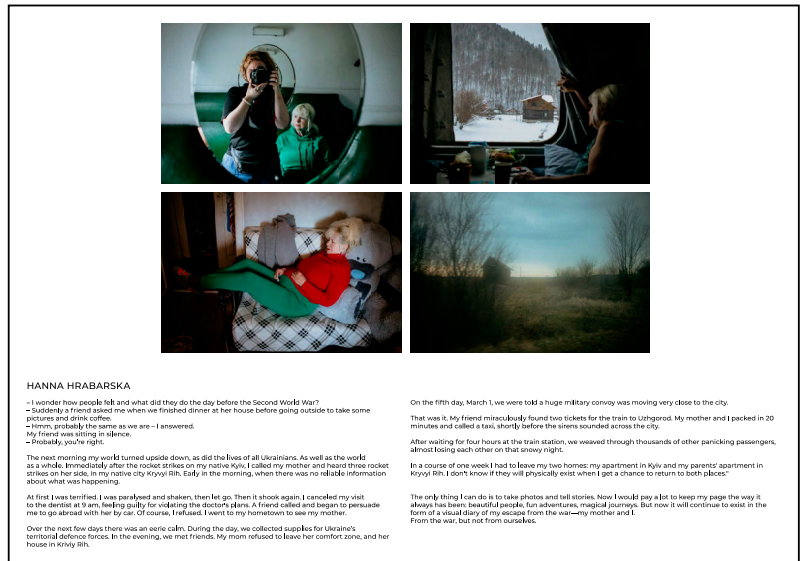 HANNA HRABARSKA
– I wonder how people felt and what did they do the day before the Second World War?
– Suddenly a friend asked me when we finished dinner at her house before going outside to take some
pictures and drink coffee.
– Hmm, probably the same as we are – I answered.
My friend was sitting in silence.
– Probably, you're right.
The next morning my world turned upside down, as did the lives of all Ukrainians. As well as the world
as a whole. Immediately after the rocket strikes on my native Kyiv, I called my mother and heard three rocket
strikes on her side, in my native city Kryvyi Rih. Early in the morning, when there was no reliable information
about what was happening.
At first I was terrified. I was paralysed and shaken, then let go. Then it shook again. I canceled my visit
to the dentist at 9 am, feeling guilty for violating the doctor's plans. A friend called and began to persuade
me to go abroad with her by car. Of course, I refused. I went to my hometown to see my mother.
Over the next few days there was an eerie calm. During the day, we collected supplies for Ukraine's
territorial defence forces. In the evening, we met friends. My mom refused to leave her comfort zone, and her
house in Kriviy Rih.
On the fifth day, March 1, we were told a huge military convoy was moving very close to the city.
That was it. My friend miraculously found two tickets for the train to Uzhgorod. My mother and I packed in 20
minutes and called a taxi, shortly before the sirens sounded across the city.
After waiting for four hours at the train station, we weaved through thousands of other panicking passengers,
almost losing each other on that snowy night.
In a course of one week I had to leave my two homes: my apartment in Kyiv and my parents' apartment in
Kryvyi Rih. I don't know if they will physically exist when I get a chance to return to both places."
The only thing I can do is to take photos and tell stories. Now I would pay a lot to keep my page the way it
always has been: beautiful people, fun adventures, magical journeys. But now it will continue to exist in the
form of a visual diary of my escape from the war—my mother and I.
From the war, but not from ourselves.